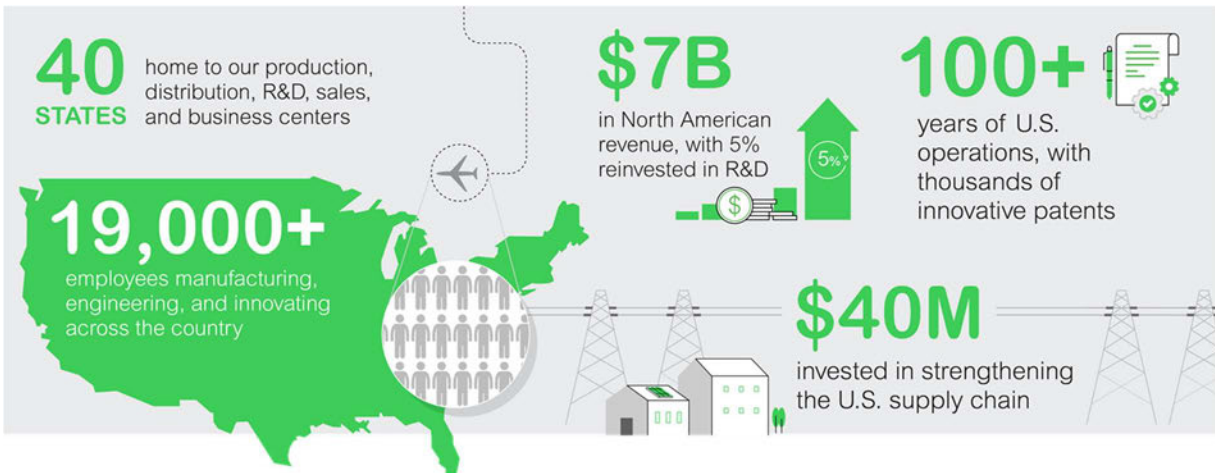 40
STATES
home to our production,
distribution, R&D, sales,
and business centers
19,000+
employees manufacturing,
engineering, and innovating
across the country
$7B
in North American
revenue, with 5%
reinvested in R&D
$
5%
100+
years of U.S.
operations, with
thousands of
innovative patents
$40M
invested in strengthening
the U.S. supply chain